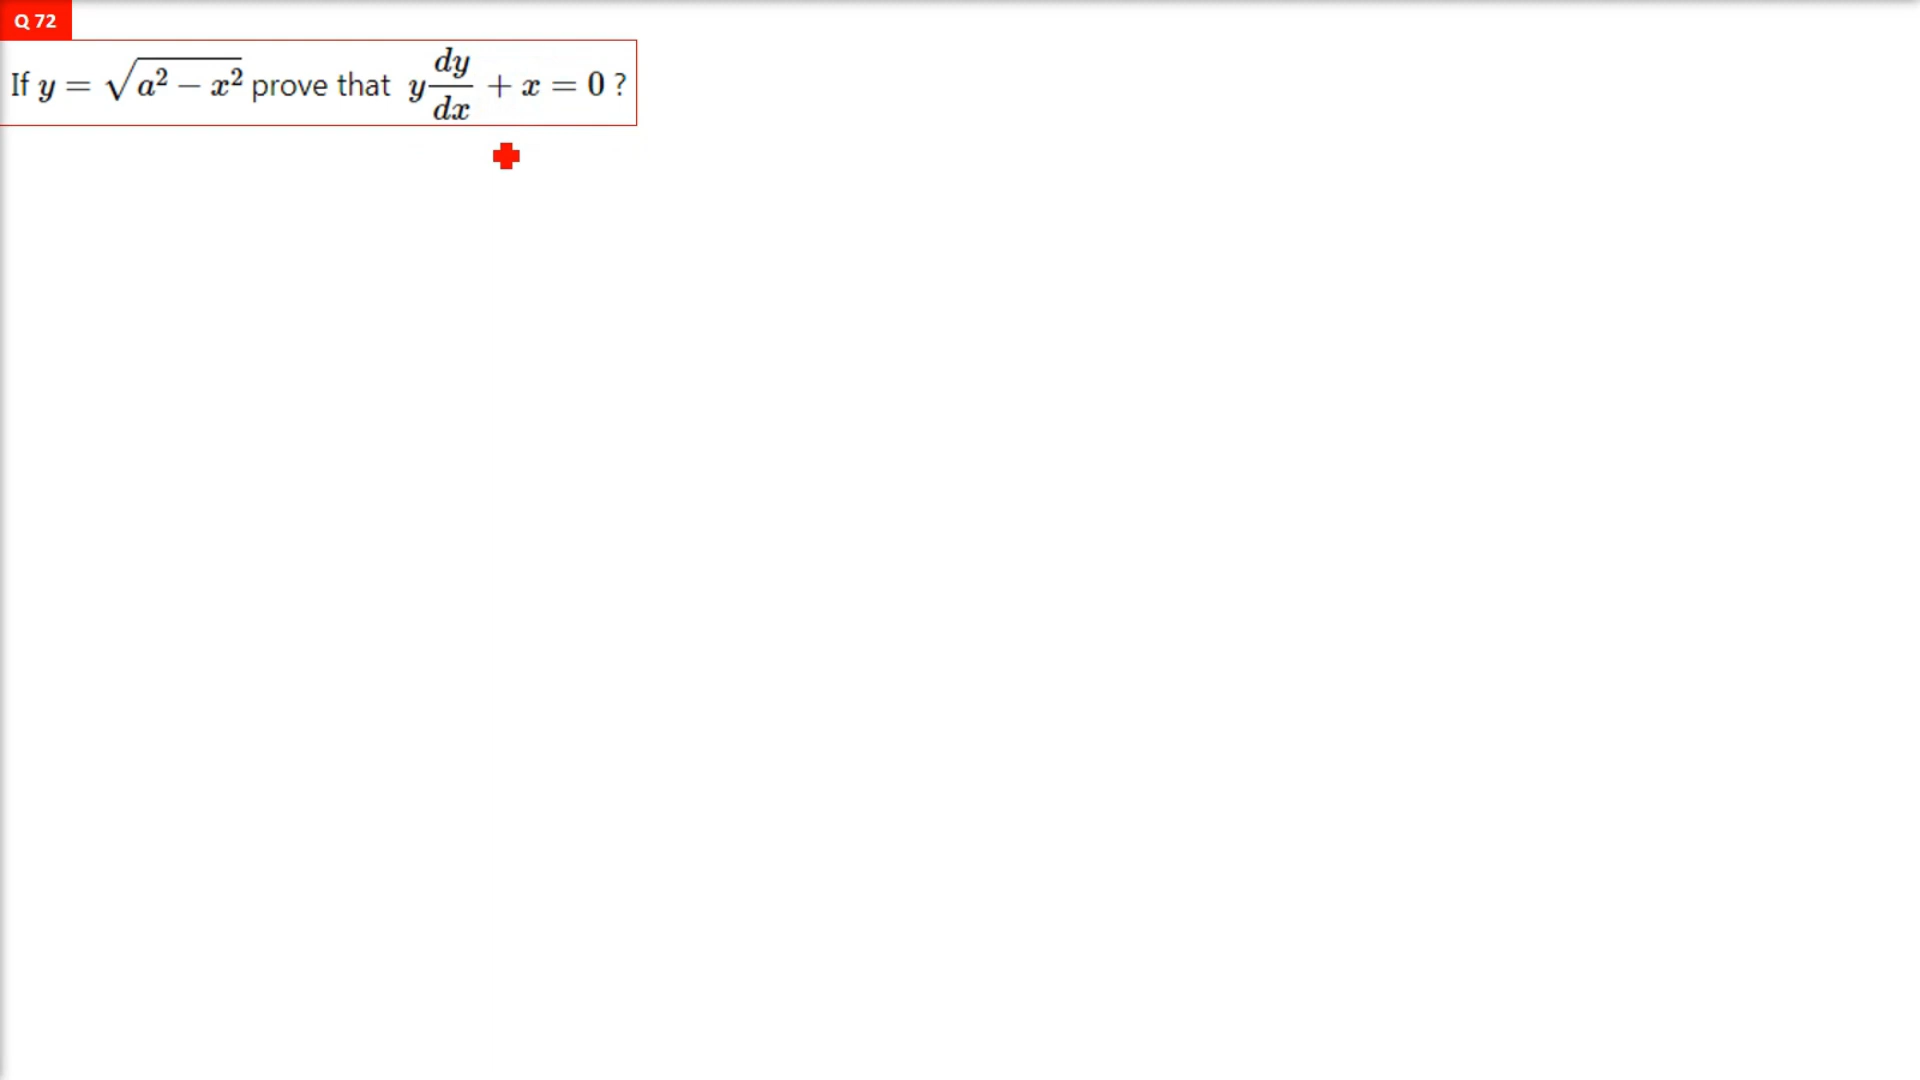 Q 72
If y = √(a² − x²) prove that y dy/dx + x = 0 ?